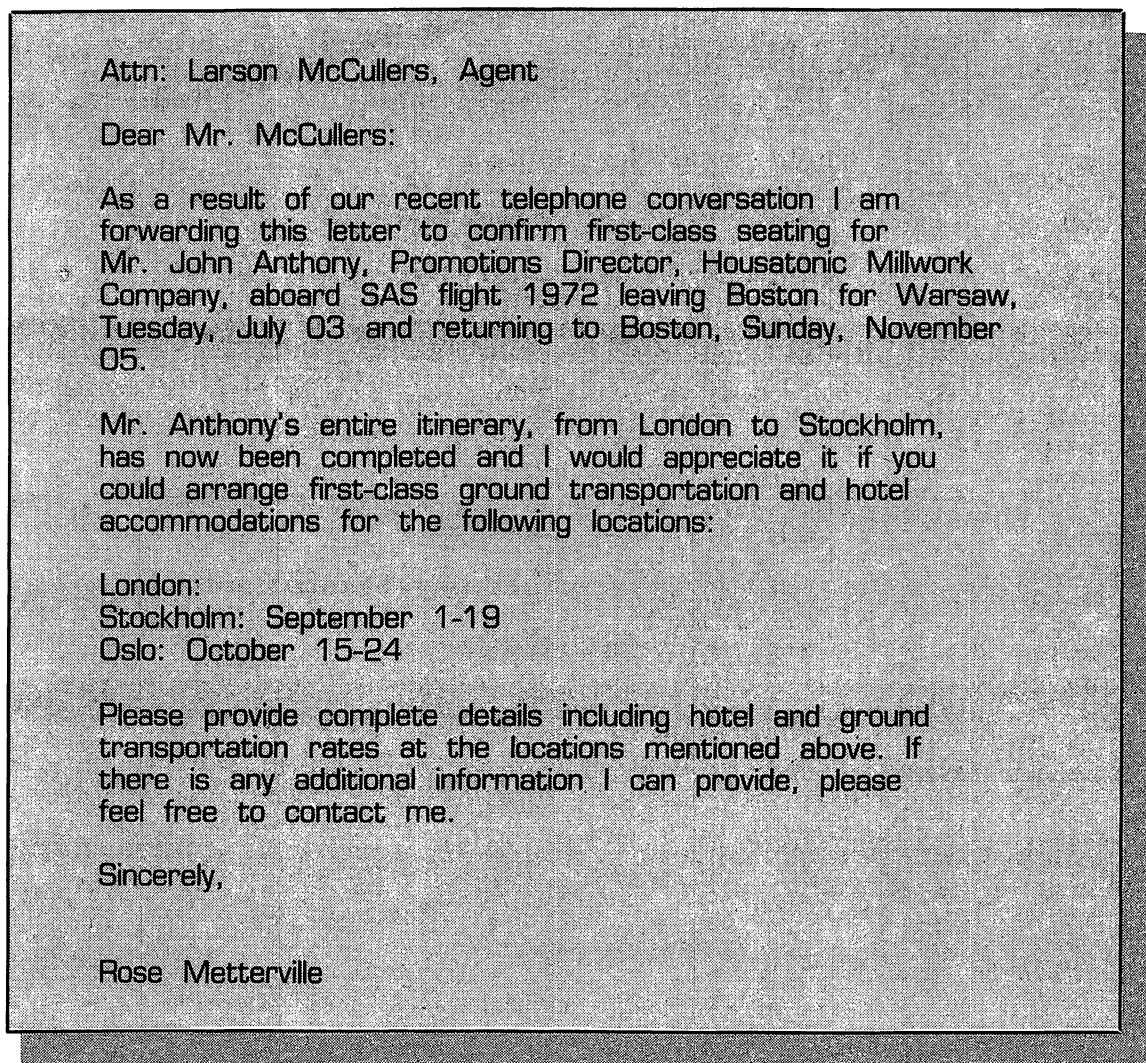 Attn: Larson McCullers, Agent
Dear Mr. McCullers:
As a result of our recent telephone conversation I am
forwarding this letter to confirm first-class seating for
Mr. John Anthony, Promotions Director, Housatonic Millwork
Company, aboard SAS flight 1972 leaving Boston for Warsaw,
Tuesday, July 03 and returning to Boston, Sunday, November
05.
Mr. Anthony's entire itinerary, from London to Stockholm,
has now been completed and I would appreciate it if you
could arrange first-class ground transportation and hotel
accommodations for the following locations:
London:
Stockholm: September 1-19
Oslo: October 15-24
Please provide complete details including hotel and ground
transportation rates at the locations mentioned above. If
there is any additional information I can provide, please
feel free to contact me.
Sincerely,
Rose Metterville